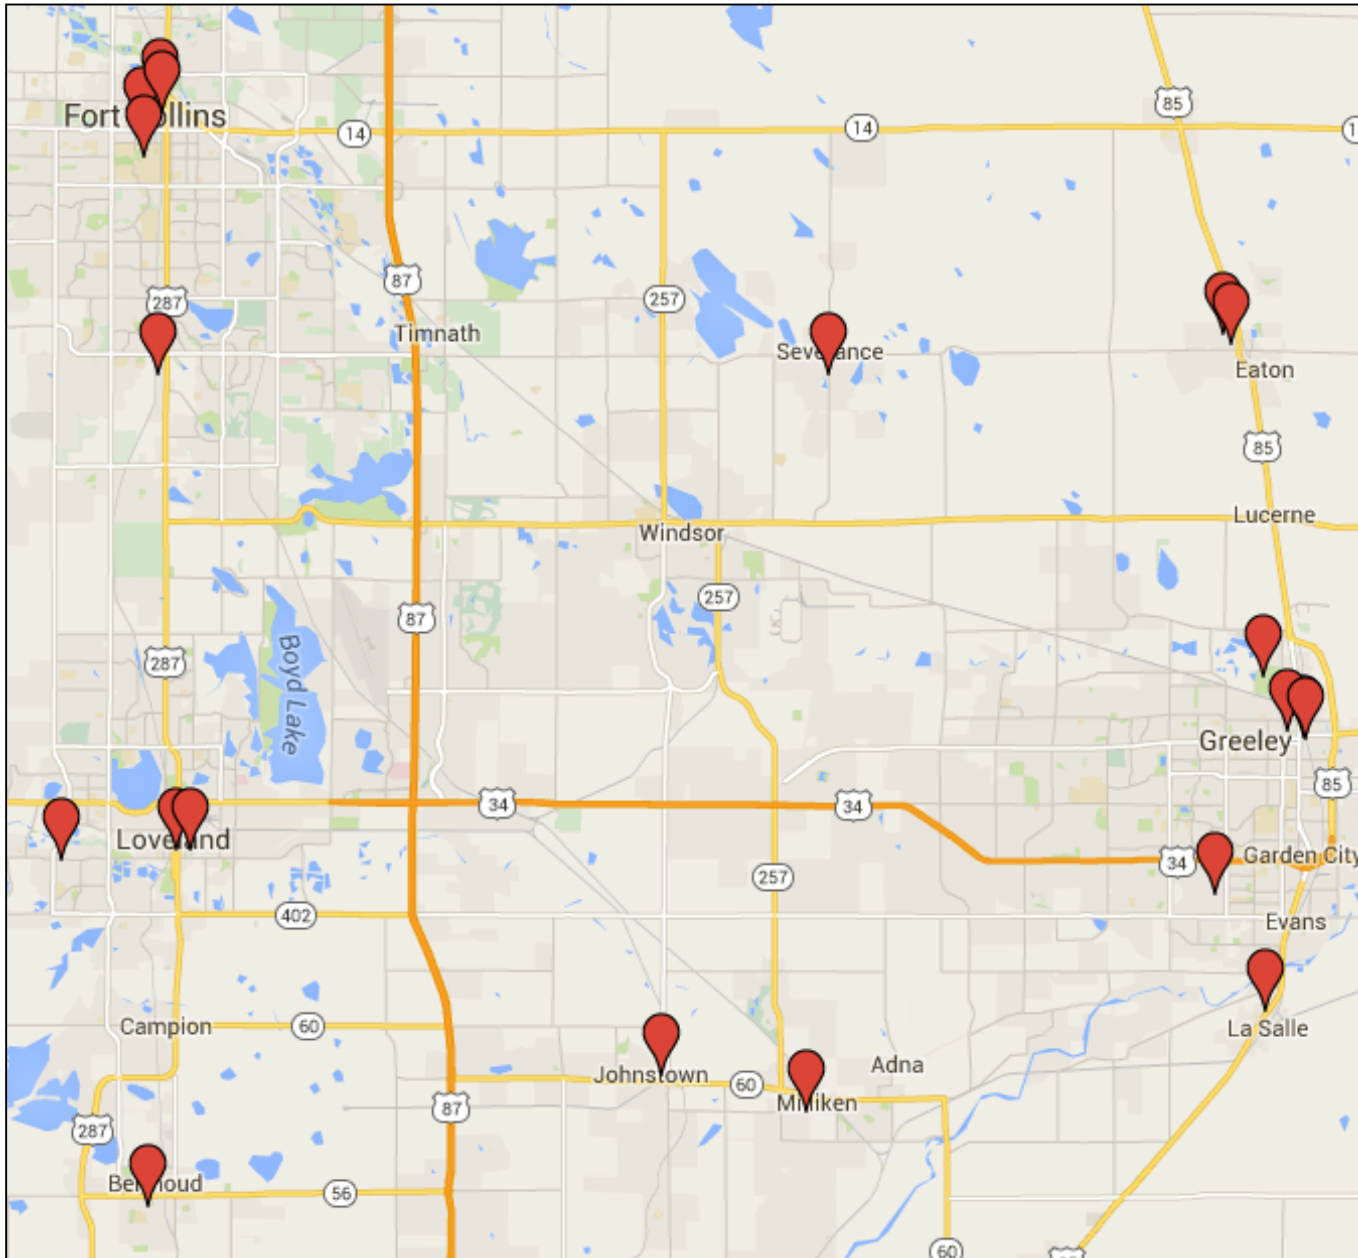 85
Fort Collins
14
14
1
87
287
257
Timnath
Severance
Eaton
85
Lucerne
Windsor
257
87
287
Boyd Lake
Greeley
85
34
34
Loveland
34
Garden City
257
402
Evans
Campion
60
La Salle
Adna
Johnstown
60
Milliken
87
287
Berthoud
56
60